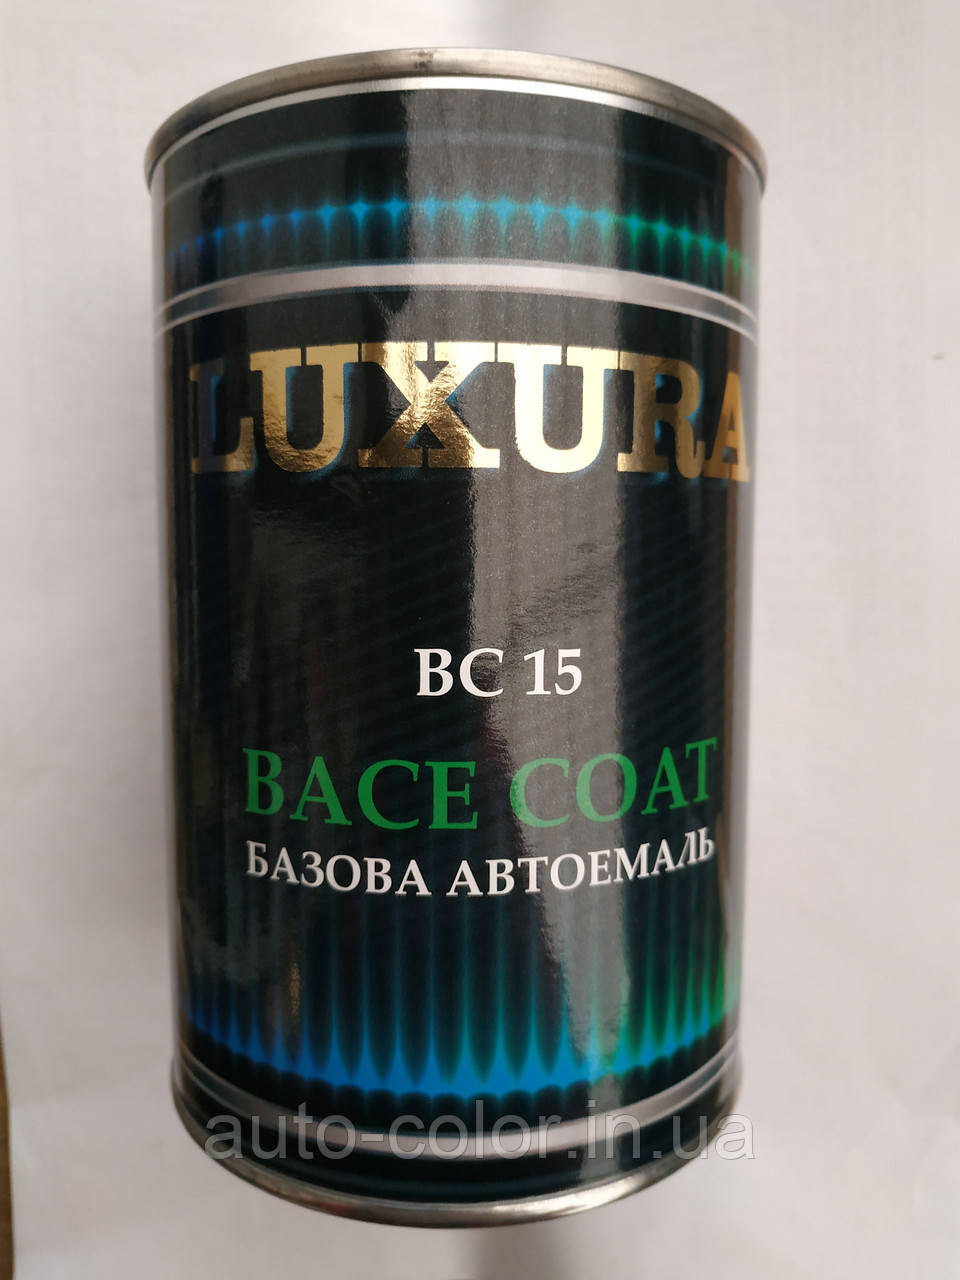 LUXURA
BC 15
BACE COAT
БАЗОВА АВТОЕМАЛЬ
auto-color.in.ua